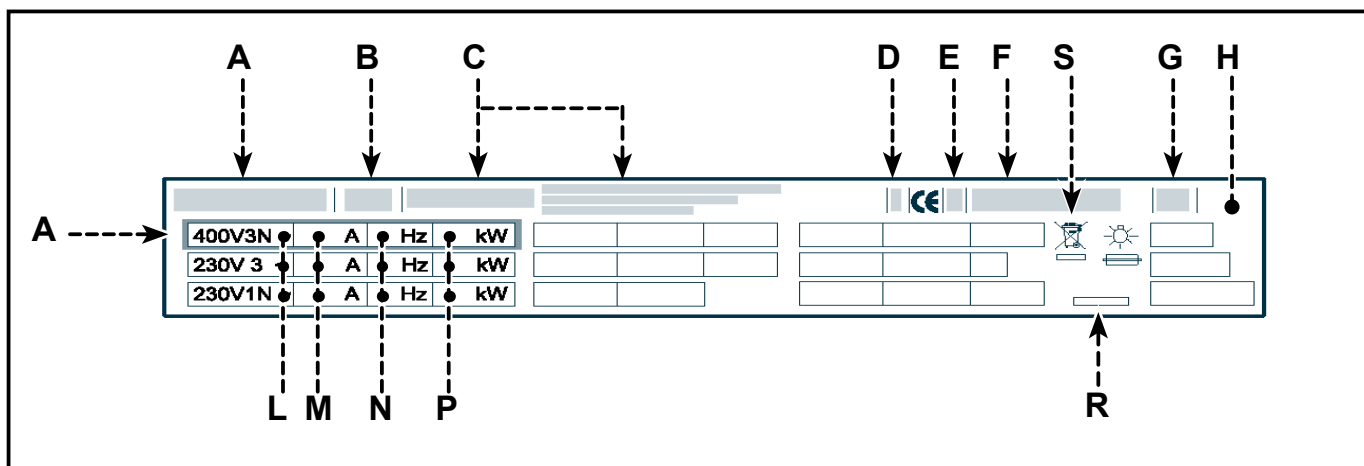 A B C D E F S G H
CE
A
400V3N ~ A Hz kW
230V 3 ~ A Hz kW
230V1N ~ A Hz kW
L M N P R